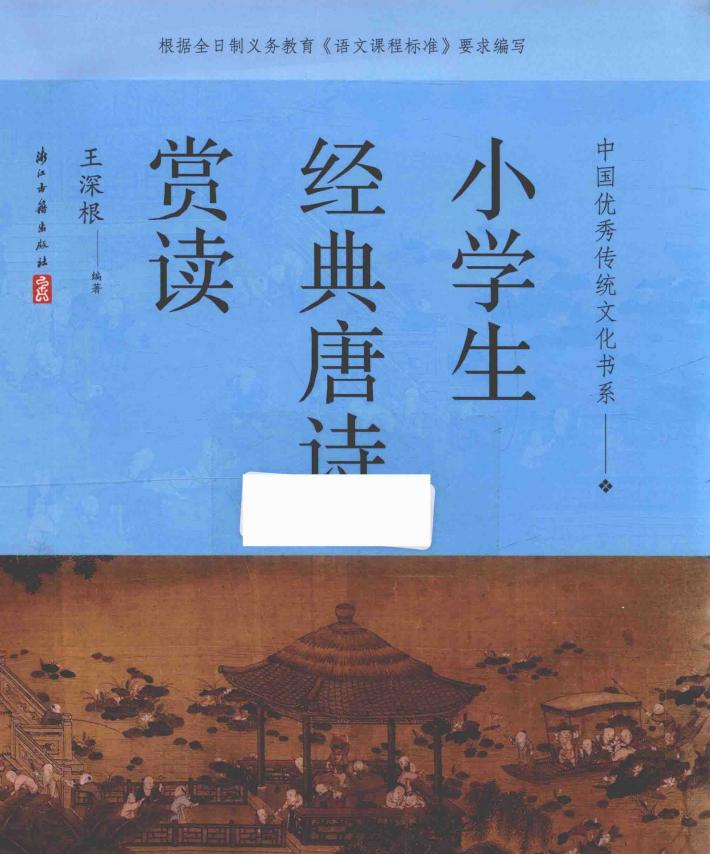 根据全日制义务教育《语文课程标准》要求编写
中国优秀传统文化书系
小学生
经典唐诗
赏读
王深根
编著
浙江古籍出版社